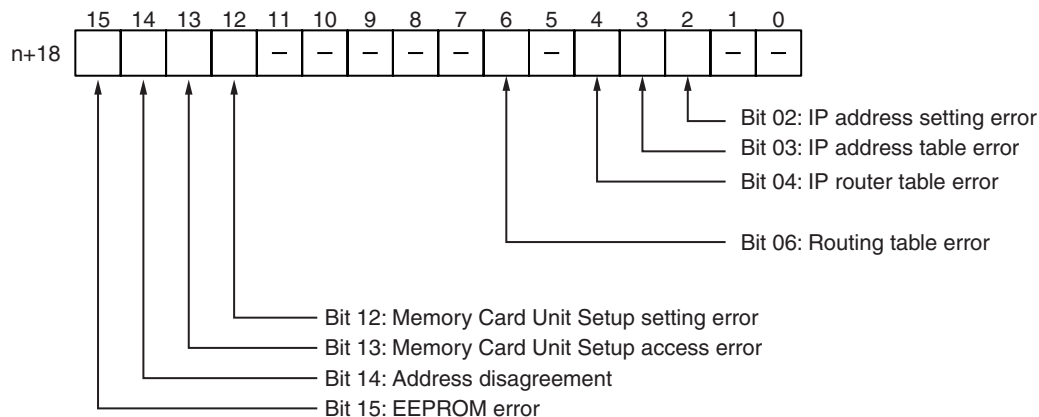 15 14 13 12 11 10 9 8 7 6 5 4 3 2 1 0
n+18 – – – – – – – – –
Bit 02: IP address setting error
Bit 03: IP address table error
Bit 04: IP router table error
Bit 06: Routing table error
Bit 12: Memory Card Unit Setup setting error
Bit 13: Memory Card Unit Setup access error
Bit 14: Address disagreement
Bit 15: EEPROM error